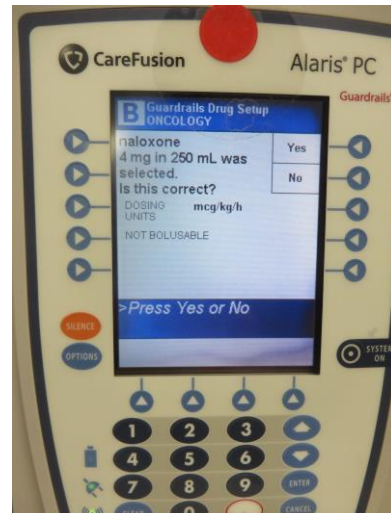 CareFusion
Alaris® PC
Guardrails®
B Guardrails Drug Setup
ONCOLOGY
naloxone
4 mg in 250 mL was
selected.
Is this correct?
Yes
No
DOSING UNITS mcg/kg/h
NOT BOLUSABLE
>Press Yes or No
SILENCE
OPTIONS
SYSTEM
ON
1 2 3
4 5 6
ENTER
7 8 9
CLEAR 0
CANCEL